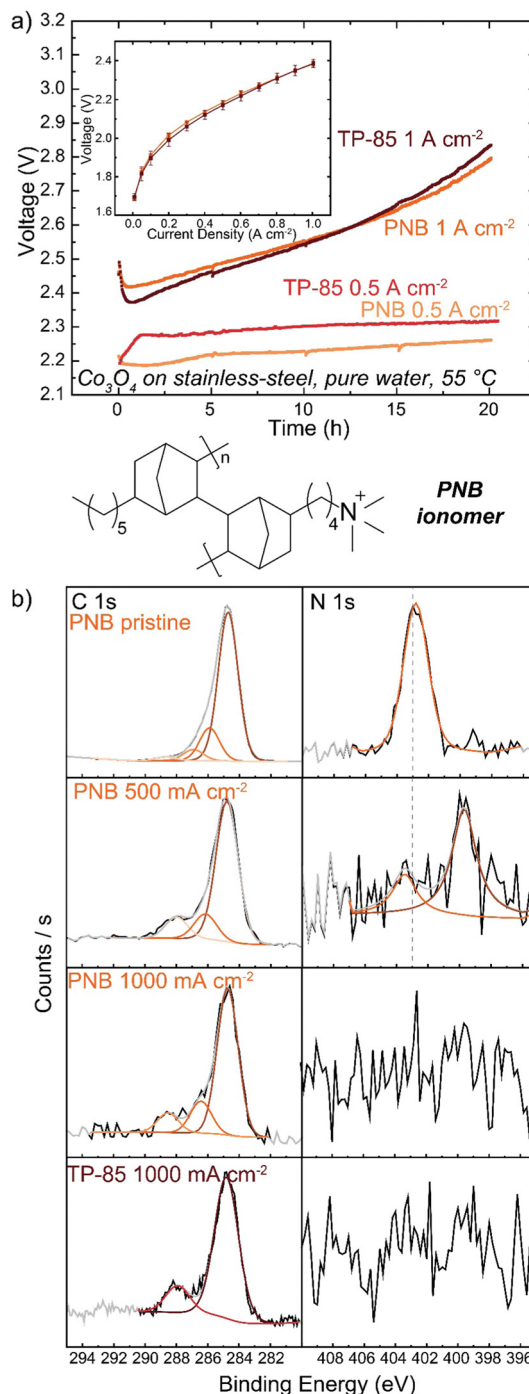 a)
3.2
3.1
3.0
2.9
2.8
2.7
2.6
2.5
2.4
2.3
2.2
2.1
Voltage (V)
2.4
2.2
2.0
1.8
1.6
Voltage (V)
0.0 0.2 0.4 0.6 0.8 1.0
Current Density (A cm⁻²)
TP-85 1 A cm⁻²
PNB 1 A cm⁻²
TP-85 0.5 A cm⁻²
PNB 0.5 A cm⁻²
Co₃O₄ on stainless-steel, pure water, 55 °C
0 5 10 15 20
Time (h)
n
5
4
N⁺
PNB
ionomer
b)
C 1s
N 1s
PNB pristine
PNB 500 mA cm⁻²
PNB 1000 mA cm⁻²
TP-85 1000 mA cm⁻²
Counts / s
294 292 290 288 286 284 282
408 406 404 402 400 398 396
Binding Energy (eV)